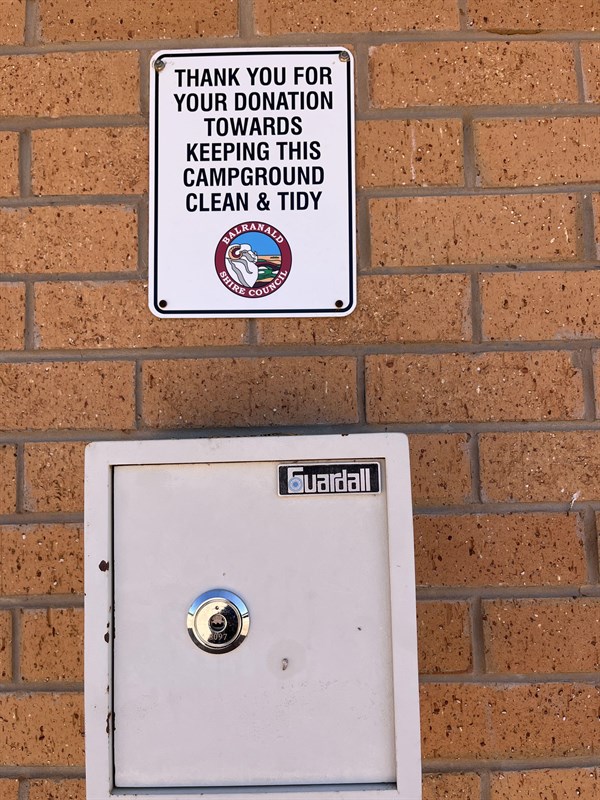 THANK YOU FOR
YOUR DONATION
TOWARDS
KEEPING THIS
CAMPGROUND
CLEAN & TIDY
BALRANALD
SHIRE COUNCIL
Guardall